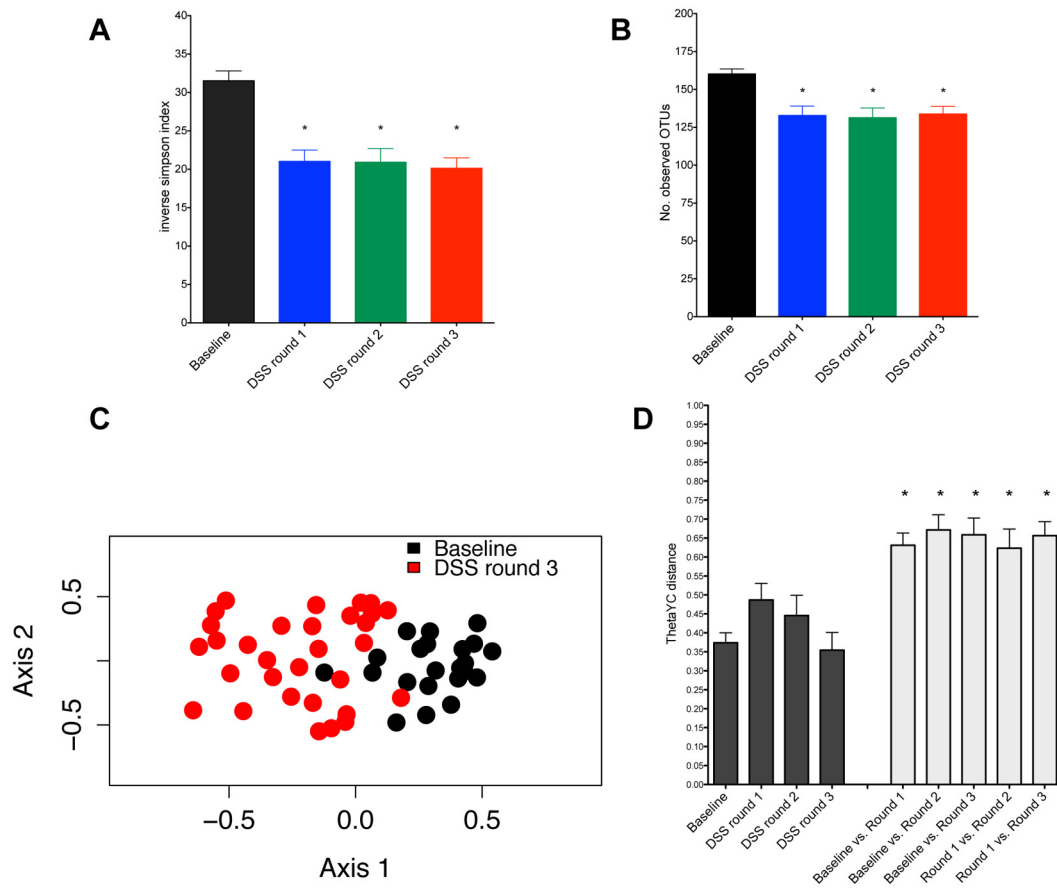 A
40
35
30
25
20
15
10
5
0
inverse simpson index
* * *
Baseline
DSS round 1
DSS round 2
DSS round 3
B
200
175
150
125
100
75
50
25
0
No. observed OTUs
* * *
Baseline
DSS round 1
DSS round 2
DSS round 3
C
Baseline
DSS round 3
0.5
-0.5
Axis 2
−0.5 0.0 0.5
Axis 1
D
1.00
0.95
0.90
0.85
0.80
0.75
0.70
0.65
0.60
0.55
0.50
0.45
0.40
0.35
0.30
0.25
0.20
0.15
0.10
0.05
0.00
ThetaYC distance
* * * * *
Baseline
DSS round 1
DSS round 2
DSS round 3
Baseline vs. Round 1
Baseline vs. Round 2
Baseline vs. Round 3
Round 1 vs. Round 2
Round 1 vs. Round 3